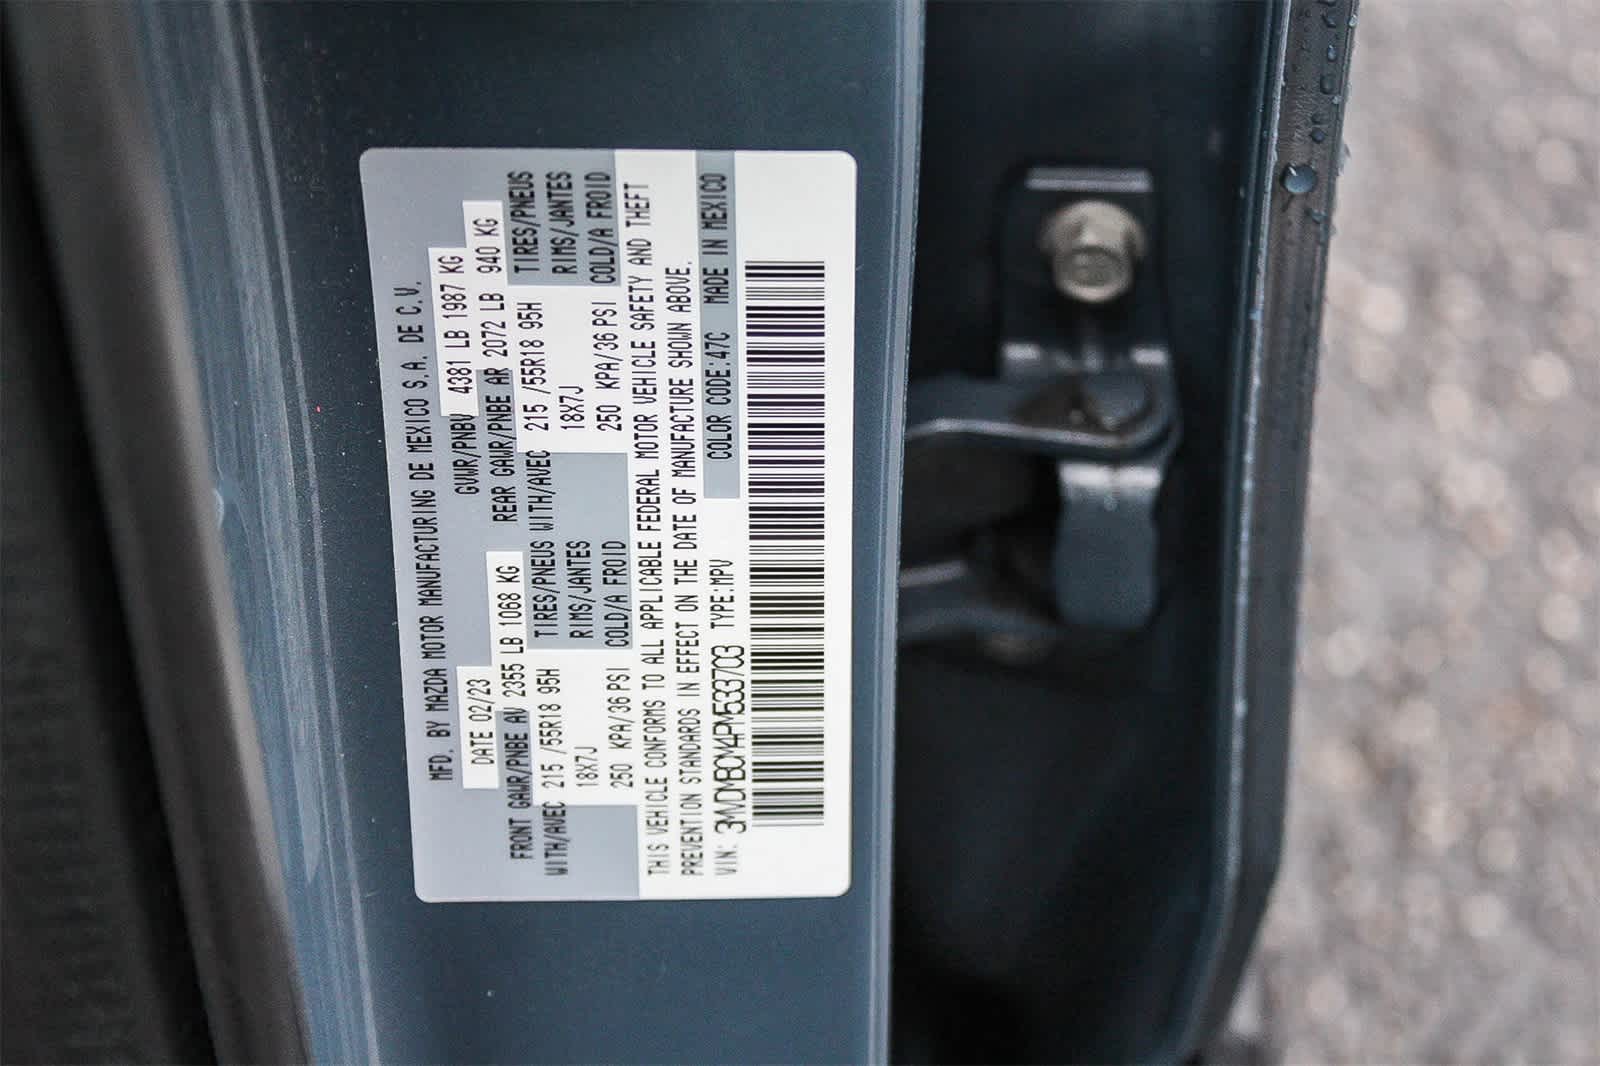 MFD. BY MAZDA MOTOR MANUFACTURING DE MEXICO S.A. DE C.V.
DATE 02/23 GVWR/PNBV 4381 LB 1987 KG
FRONT GAWR/PNBE AV 2355 LB 1068 KG REAR GAWR/PNBE AR 2072 LB 940 KG
WITH/AVEC 215 /55R18 95H TIRES/PNEUS WITH/AVEC 215 /55R18 95H TIRES/PNEUS
18X7J RIMS/JANTES 18X7J RIMS/JANTES
250 KPA/36 PSI COLD/A FROID 250 KPA/36 PSI COLD/A FROID
THIS VEHICLE CONFORMS TO ALL APPLICABLE FEDERAL MOTOR VEHICLE SAFETY AND THEFT
PREVENTION STANDARDS IN EFFECT ON THE DATE OF MANUFACTURE SHOWN ABOVE.
VIN: 3MVDMBCM4PM533703 TYPE:MPV COLOR CODE:47C MADE IN MEXICO